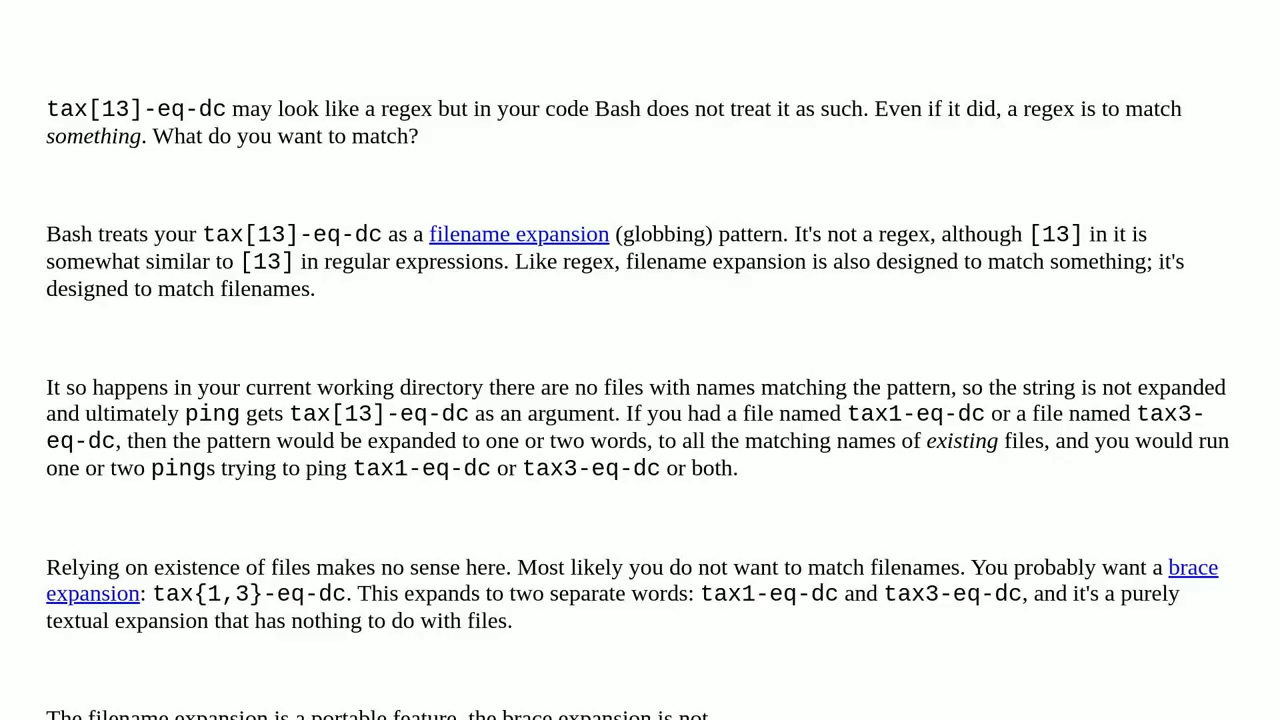 tax[13]-eq-dc may look like a regex but in your code Bash does not treat it as such. Even if it did, a regex is to match
something. What do you want to match?
Bash treats your tax[13]-eq-dc as a filename expansion (globbing) pattern. It's not a regex, although [13] in it is
somewhat similar to [13] in regular expressions. Like regex, filename expansion is also designed to match something; it's
designed to match filenames.
It so happens in your current working directory there are no files with names matching the pattern, so the string is not expanded
and ultimately ping gets tax[13]-eq-dc as an argument. If you had a file named tax1-eq-dc or a file named tax3-
eq-dc, then the pattern would be expanded to one or two words, to all the matching names of existing files, and you would run
one or two pings trying to ping tax1-eq-dc or tax3-eq-dc or both.
Relying on existence of files makes no sense here. Most likely you do not want to match filenames. You probably want a brace
expansion: tax{1,3}-eq-dc. This expands to two separate words: tax1-eq-dc and tax3-eq-dc, and it's a purely
textual expansion that has nothing to do with files.
The filename expansion is a portable feature, the brace expansion is not.